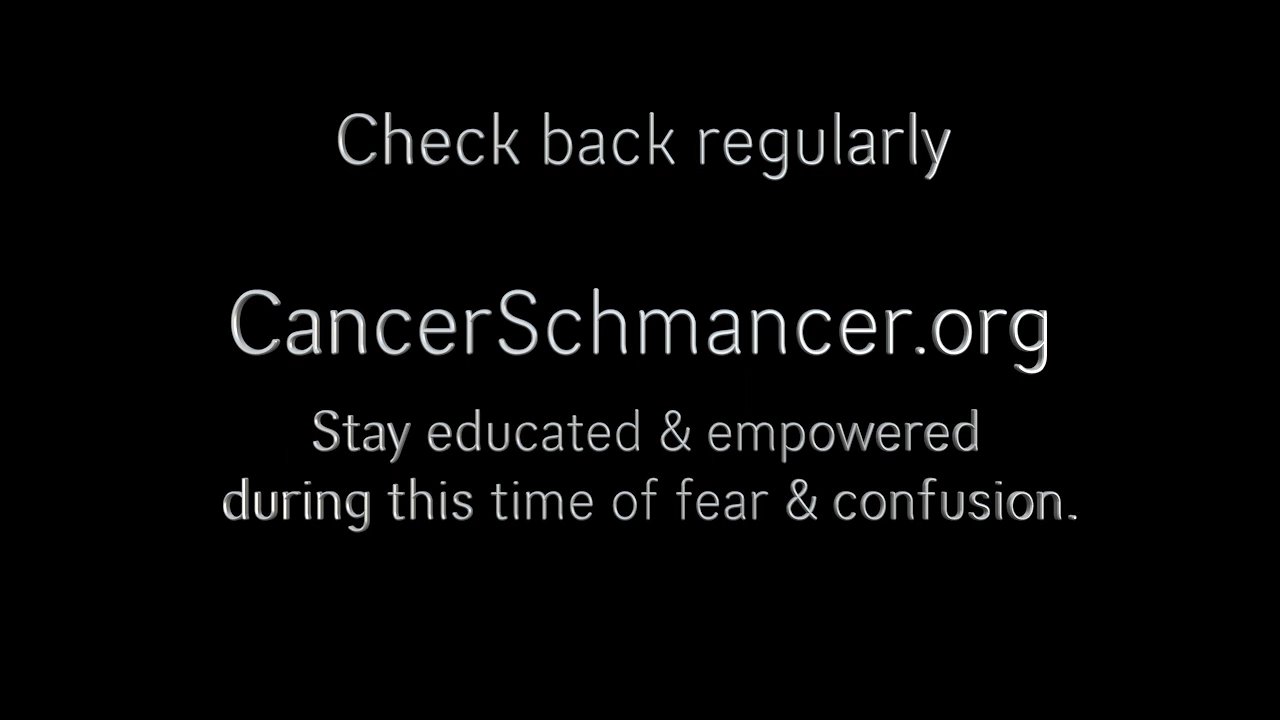 Check back regularly
CancerSchmancer.org
Stay educated & empowered
during this time of fear & confusion.